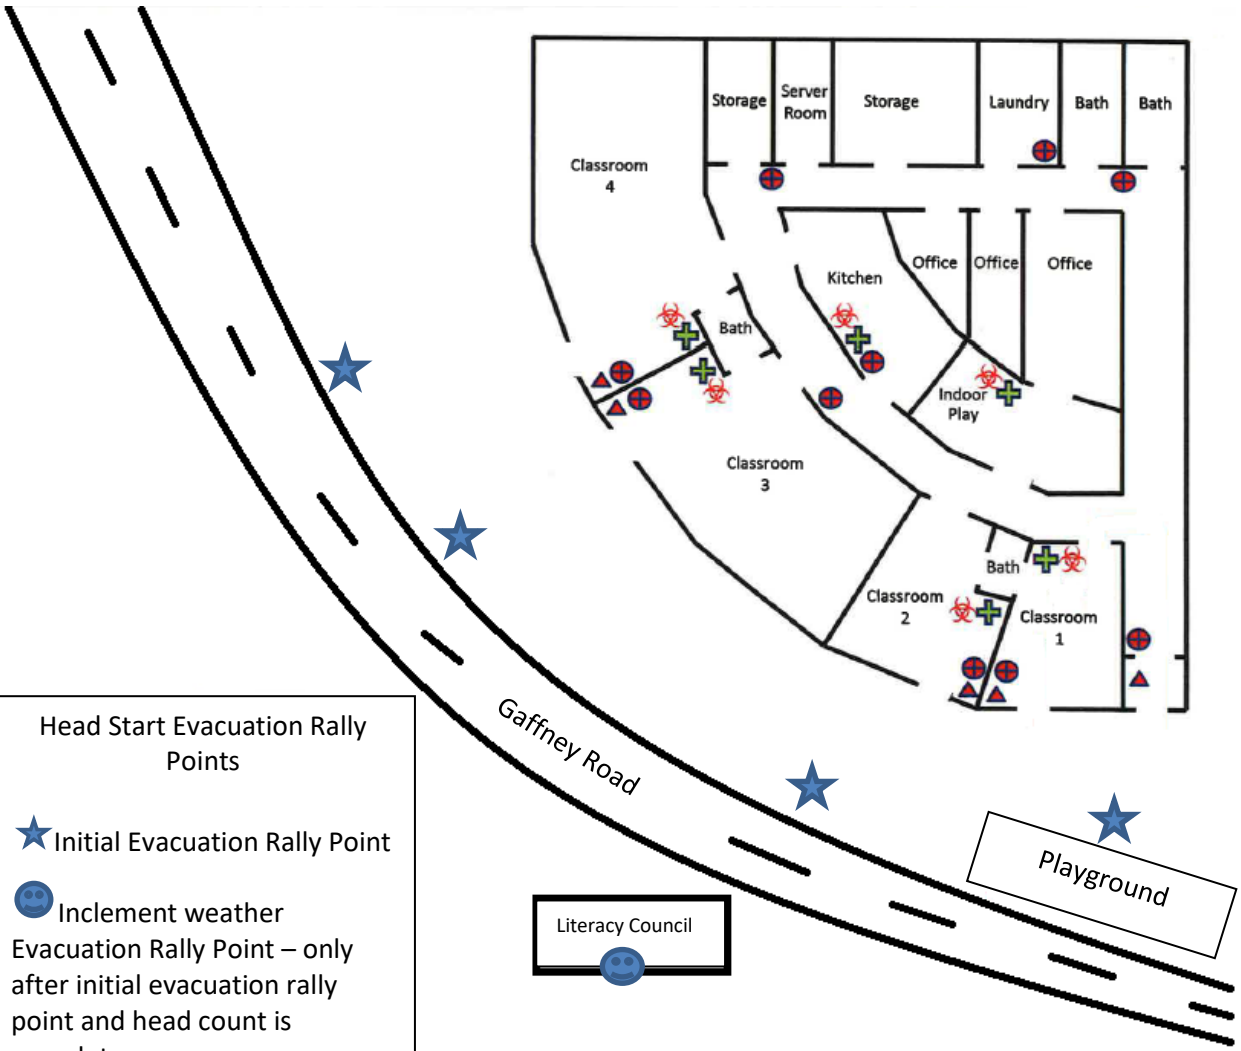 Storage
Server
Room
Storage
Laundry
Bath
Bath
Classroom
4
Kitchen
Office
Office
Office
Bath
Indoor
Play
Classroom
3
Bath
Classroom
2
Classroom
1
Gaffney Road
Playground
Literacy Council
Head Start Evacuation Rally
Points
Initial Evacuation Rally Point
Inclement weather
Evacuation Rally Point – only
after initial evacuation rally
point and head count is